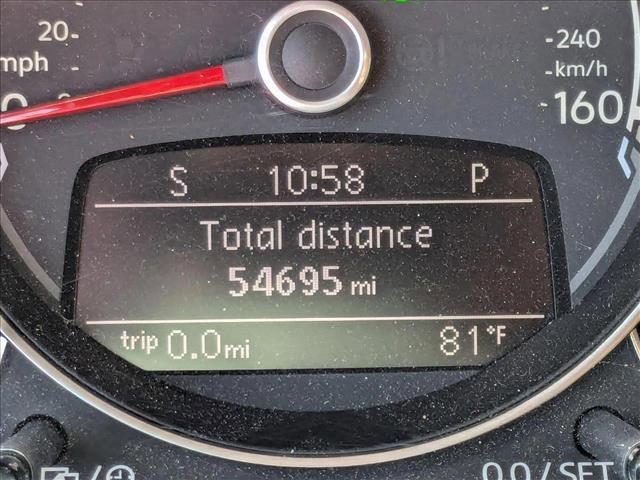 20
mph
0
240
km/h
160
S 10:58 P
Total distance
54695 mi
trip 0.0 mi 81°F
0.0/SET